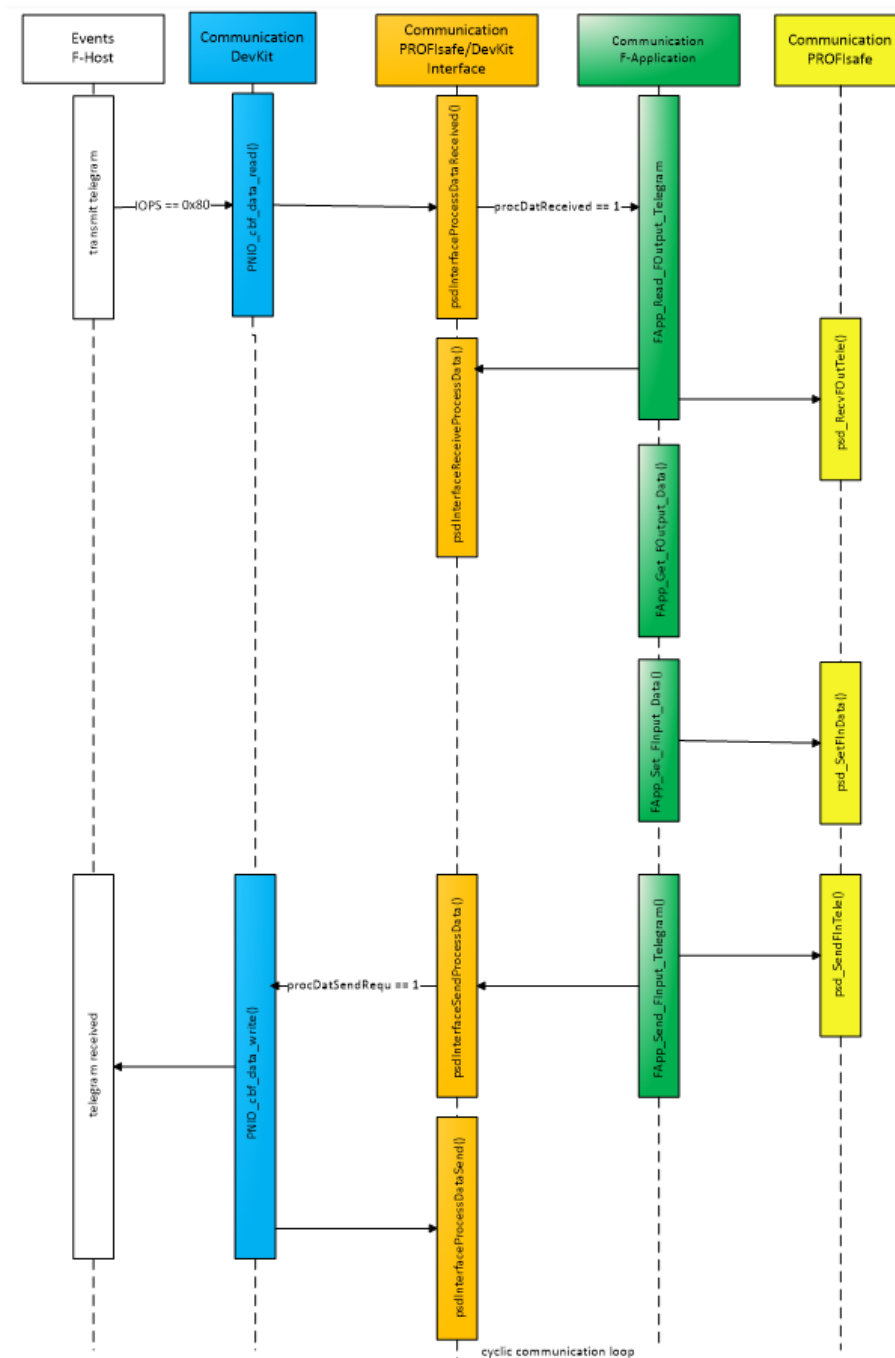 Events
F-Host
Communication
DevKit
Communication
PROFIsafe/DevKit
Interface
Communication
F-Application
Communication
PROFIsafe
transmit telegram
IOPS == 0x80
PNIO_cbf_data_read()
psdInterfaceProcessDataReceived()
procDatReceived == 1
FApp_Read_FOutput_Telegram
psdInterfaceReceiveProcessData()
psd_RecvFOutTele()
FApp_Get_FOutput_Data()
FApp_Set_FInput_Data()
psd_SetFInData()
telegram received
PNIO_cbf_data_write()
procDatSendRequ == 1
psdInterfaceSendProcessData()
FApp_Send_FInput_Telegram()
psd_SendFInTele()
psdInterfaceProcessDataSend()
cyclic communication loop